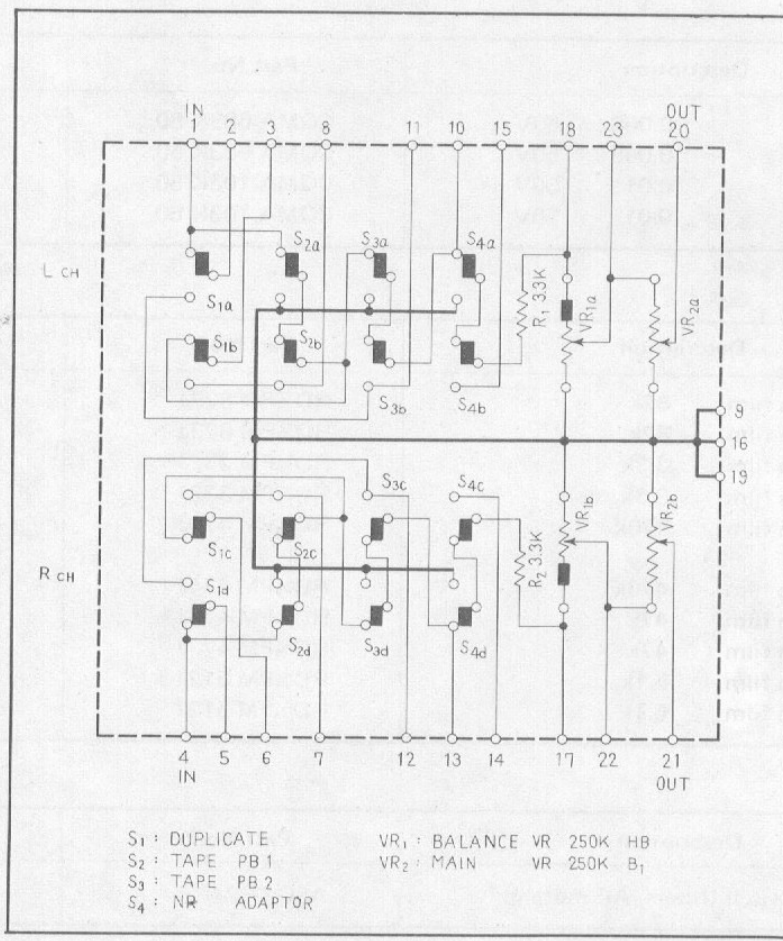 IN OUT
1 2 3 8 11 10 15 18 23 20
L CH
S2a S3a S4a
S1a
R1 3.3K
VR1a
VR2a
S1b
S2b
S3b S4b
9
16
19
S3c S4c
S1c S2c
VR1b
VR2b
R CH
S1d
R2 3.3K
S2d S3d S4d
4 5 6 7 12 13 14 17 22 21
IN OUT
S1 : DUPLICATE
S2 : TAPE PB 1
S3 : TAPE PB 2
S4 : NR ADAPTOR
VR1 : BALANCE VR 250K HB
VR2 : MAIN VR 250K B1